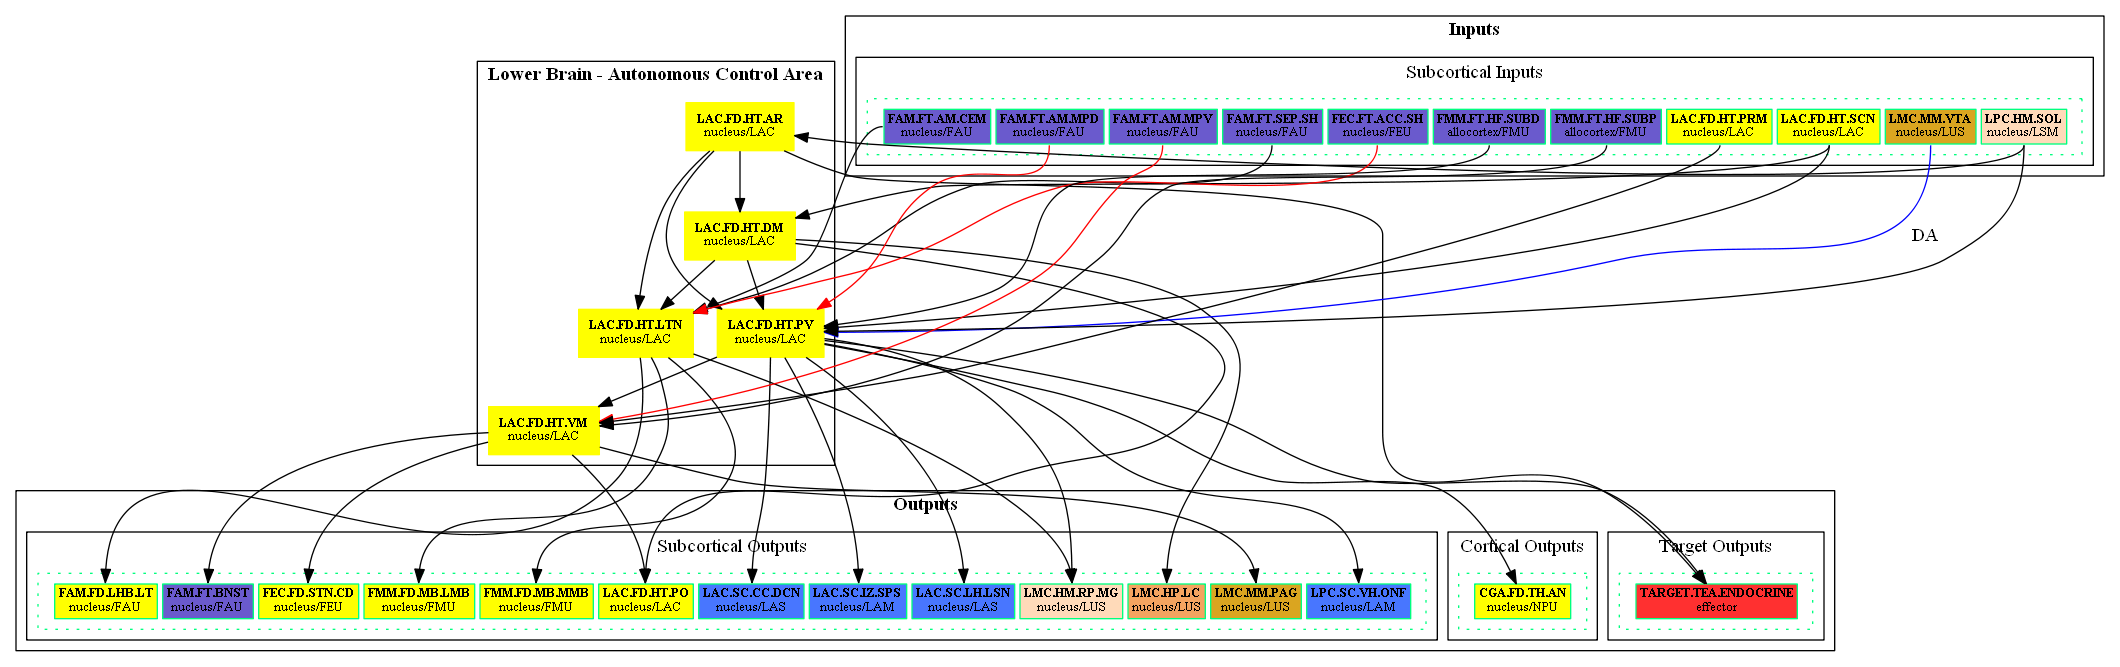 Inputs
Subcortical Inputs
FAM.FT.AM.CEM
nucleus/FAU
FAM.FT.AM.MPD
nucleus/FAU
FAM.FT.AM.MPV
nucleus/FAU
FAM.FT.SEP.SH
nucleus/FAU
FEC.FT.ACC.SH
nucleus/FEU
FMM.FT.HF.SUBD
allocortex/FMU
FMM.FT.HF.SUBP
allocortex/FMU
LAC.FD.HT.PRM
nucleus/LAC
LAC.FD.HT.SCN
nucleus/LAC
LMC.MM.VTA
nucleus/LUS
LPC.HM.SOL
nucleus/LSM
Lower Brain - Autonomous Control Area
LAC.FD.HT.AR
nucleus/LAC
LAC.FD.HT.DM
nucleus/LAC
DA
LAC.FD.HT.LTN
nucleus/LAC
LAC.FD.HT.PV
nucleus/LAC
LAC.FD.HT.VM
nucleus/LAC
Outputs
Subcortical Outputs
FAM.FD.LHB.LT
nucleus/FAU
FAM.FT.BNST
nucleus/FAU
FEC.FD.STN.CD
nucleus/FEU
FMM.FD.MB.LMB
nucleus/FMU
FMM.FD.MB.MMB
nucleus/FMU
LAC.FD.HT.PO
nucleus/LAC
LAC.SC.CC.DCN
nucleus/LAS
LAC.SC.IZ.SPS
nucleus/LAM
LAC.SC.LH.LSN
nucleus/LAS
LMC.HM.RP.MG
nucleus/LUS
LMC.HP.LC
nucleus/LUS
LMC.MM.PAG
nucleus/LUS
LPC.SC.VH.ONF
nucleus/LAM
Cortical Outputs
CGA.FD.TH.AN
nucleus/NPU
Target Outputs
TARGET.TEA.ENDOCRINE
effector